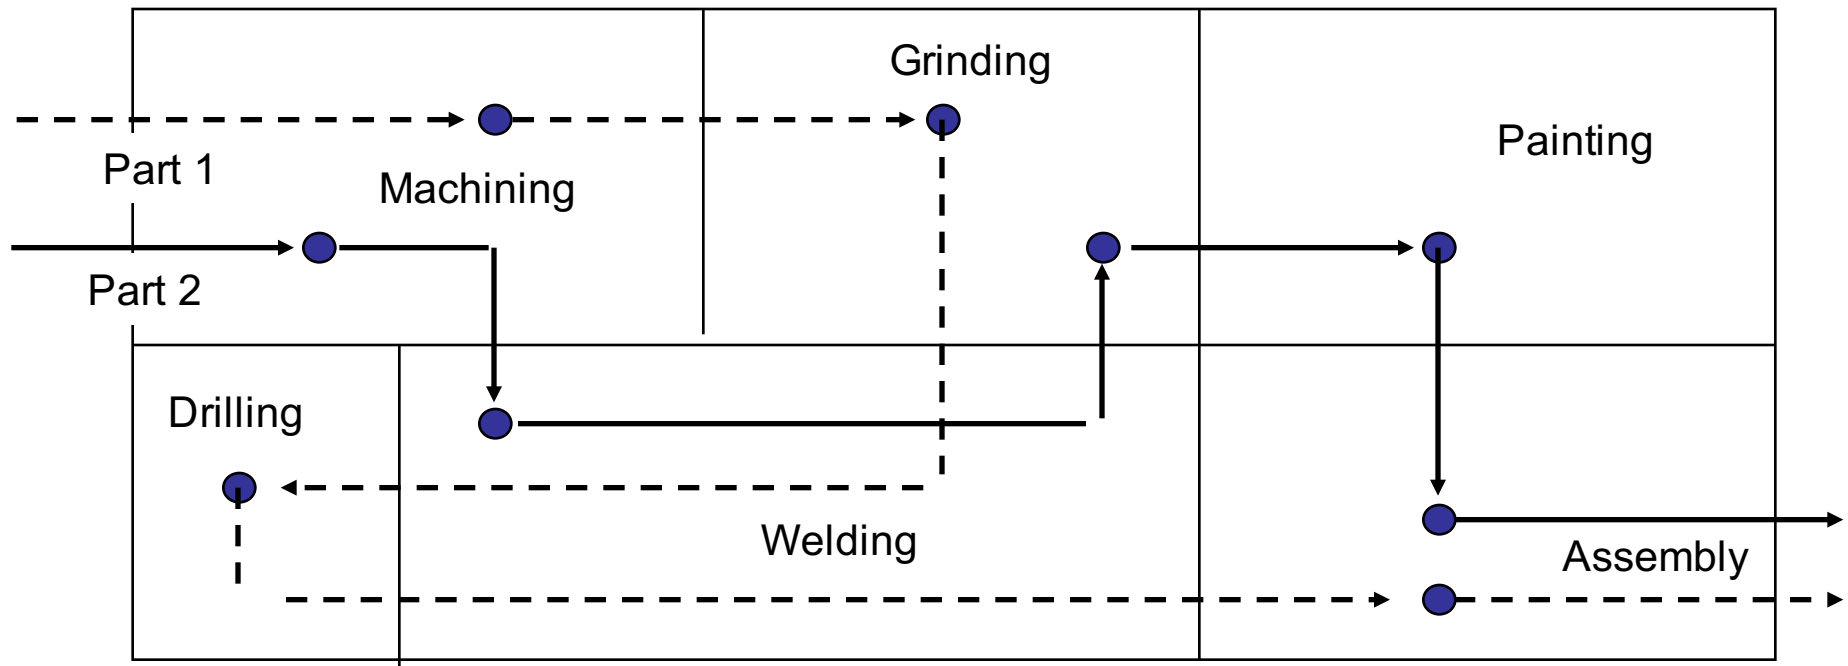 Grinding
Painting
Part 1
Machining
Part 2
Drilling
Welding
Assembly